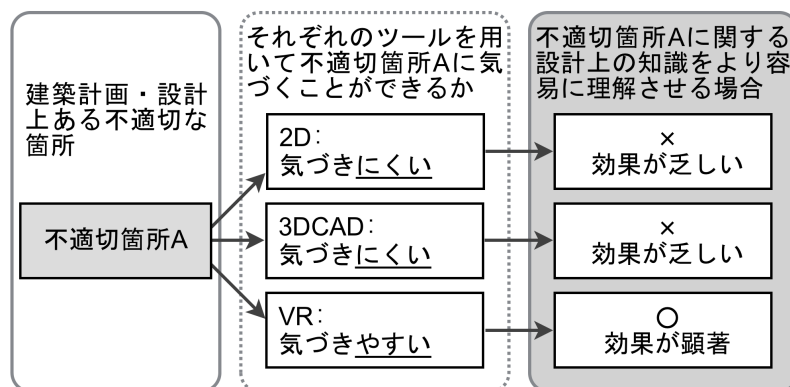 建築計画・設計
上ある不適切な
箇所
不適切箇所A
それぞれのツールを用
いて不適切箇所Aに気
づくことができるか
2D：
気づきにくい
3DCAD：
気づきにくい
VR：
気づきやすい
不適切箇所Aに関する
設計上の知識をより容
易に理解させる場合
×
効果が乏しい
×
効果が乏しい
○
効果が顕著